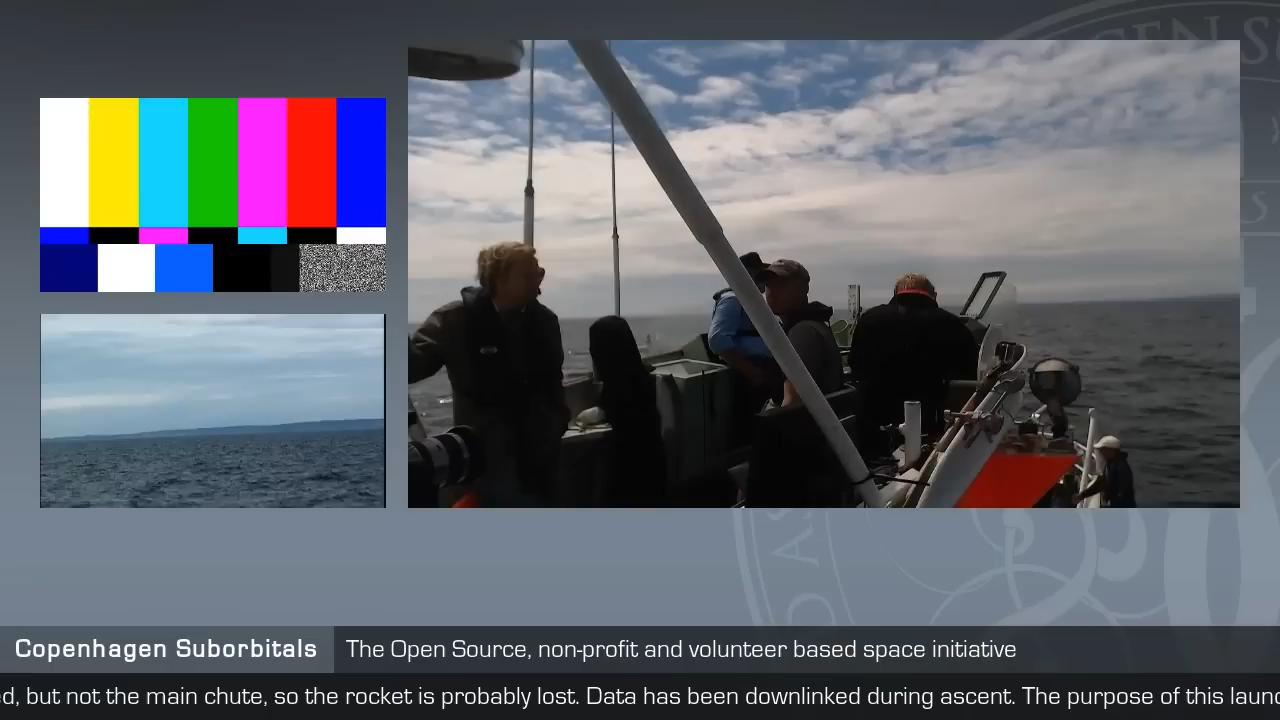 Copenhagen Suborbitals
The Open Source, non-profit and volunteer based space initiative
but not the main chute, so the rocket is probably lost. Data has been downlinked during ascent. The purpose of this